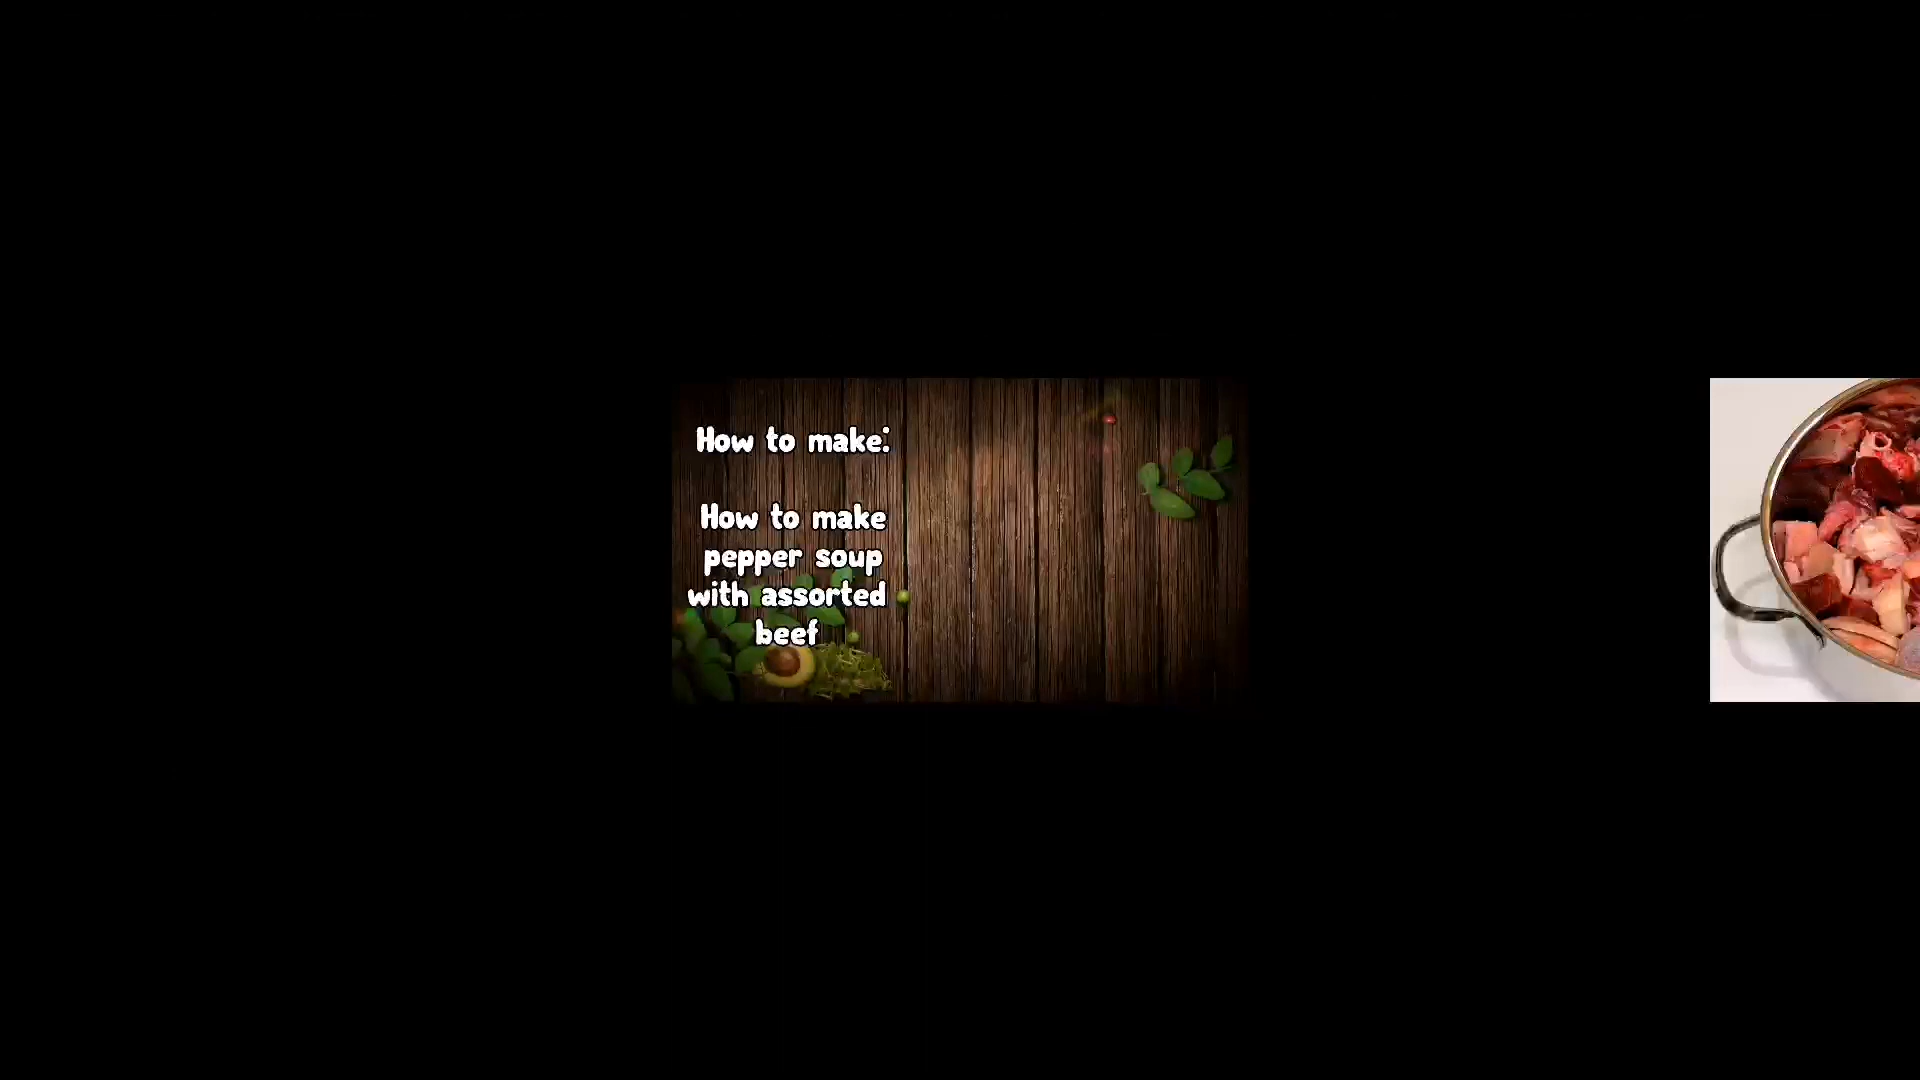 How to make:
How to make
pepper soup
with assorted
beef